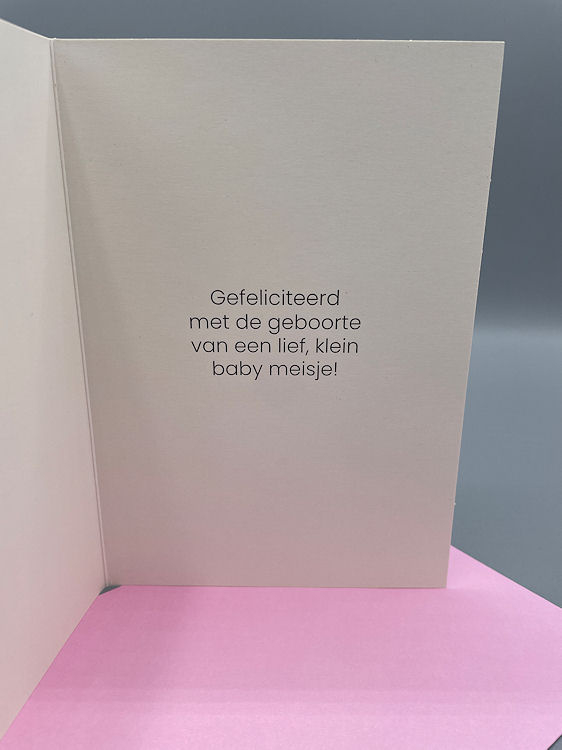 Gefeliciteerd
met de geboorte
van een lief, klein
baby meisje!